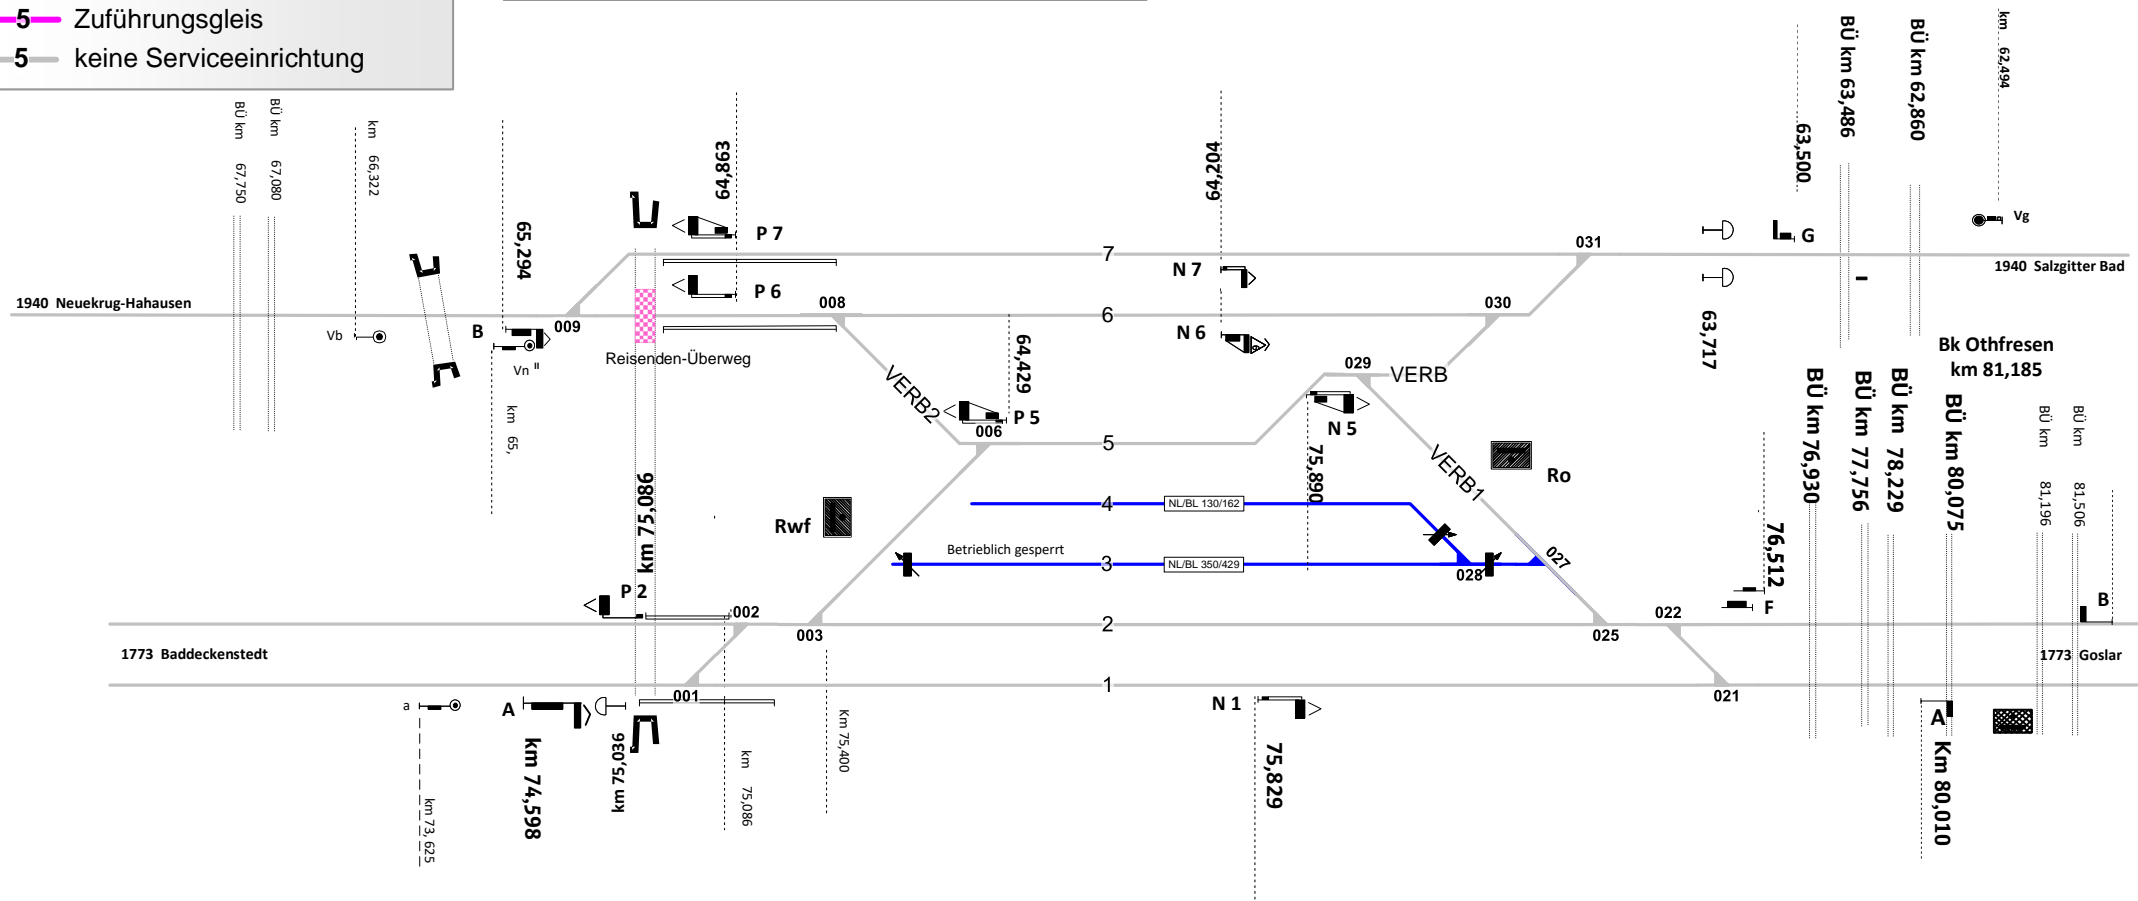 5 Zuführungsgleis
5 keine Serviceeinrichtung
BÜ km 67,750
BÜ km 67,080
km 66,322
65,294
64,863
64,204
63,500
BÜ km 63,486
BÜ km 62,860
km 62,494
P 7
P 6
7
N 7
031
G
Vg
1940 Salzgitter Bad
1940 Neuekrug-Hahausen
009
008
6
030
Vb
B
Vn
"
Reisenden-Überweg
N 6
63,717
Bk Othfresen
km 81,185
64,429
029
VERB
VERB2
P 5
006
5
N 5
km 65,
75,890
VERB1
Ro
BÜ km 76,930
BÜ km 77,756
BÜ km 78,229
BÜ km 80,075
BÜ km 81,196
BÜ km 81,506
km 75,086
Rwf
4
NL/BL 130/162
Betrieblich gesperrt
3
NL/BL 350/429
028
027
76,512
P 2
002
003
2
025
022
F
B
1773 Baddeckenstedt
1773 Goslar
1
001
021
a
A
N 1
A
km 73,625
km 74,598
km 75,036
km 75,086
Km 75,400
75,829
Km 80,010